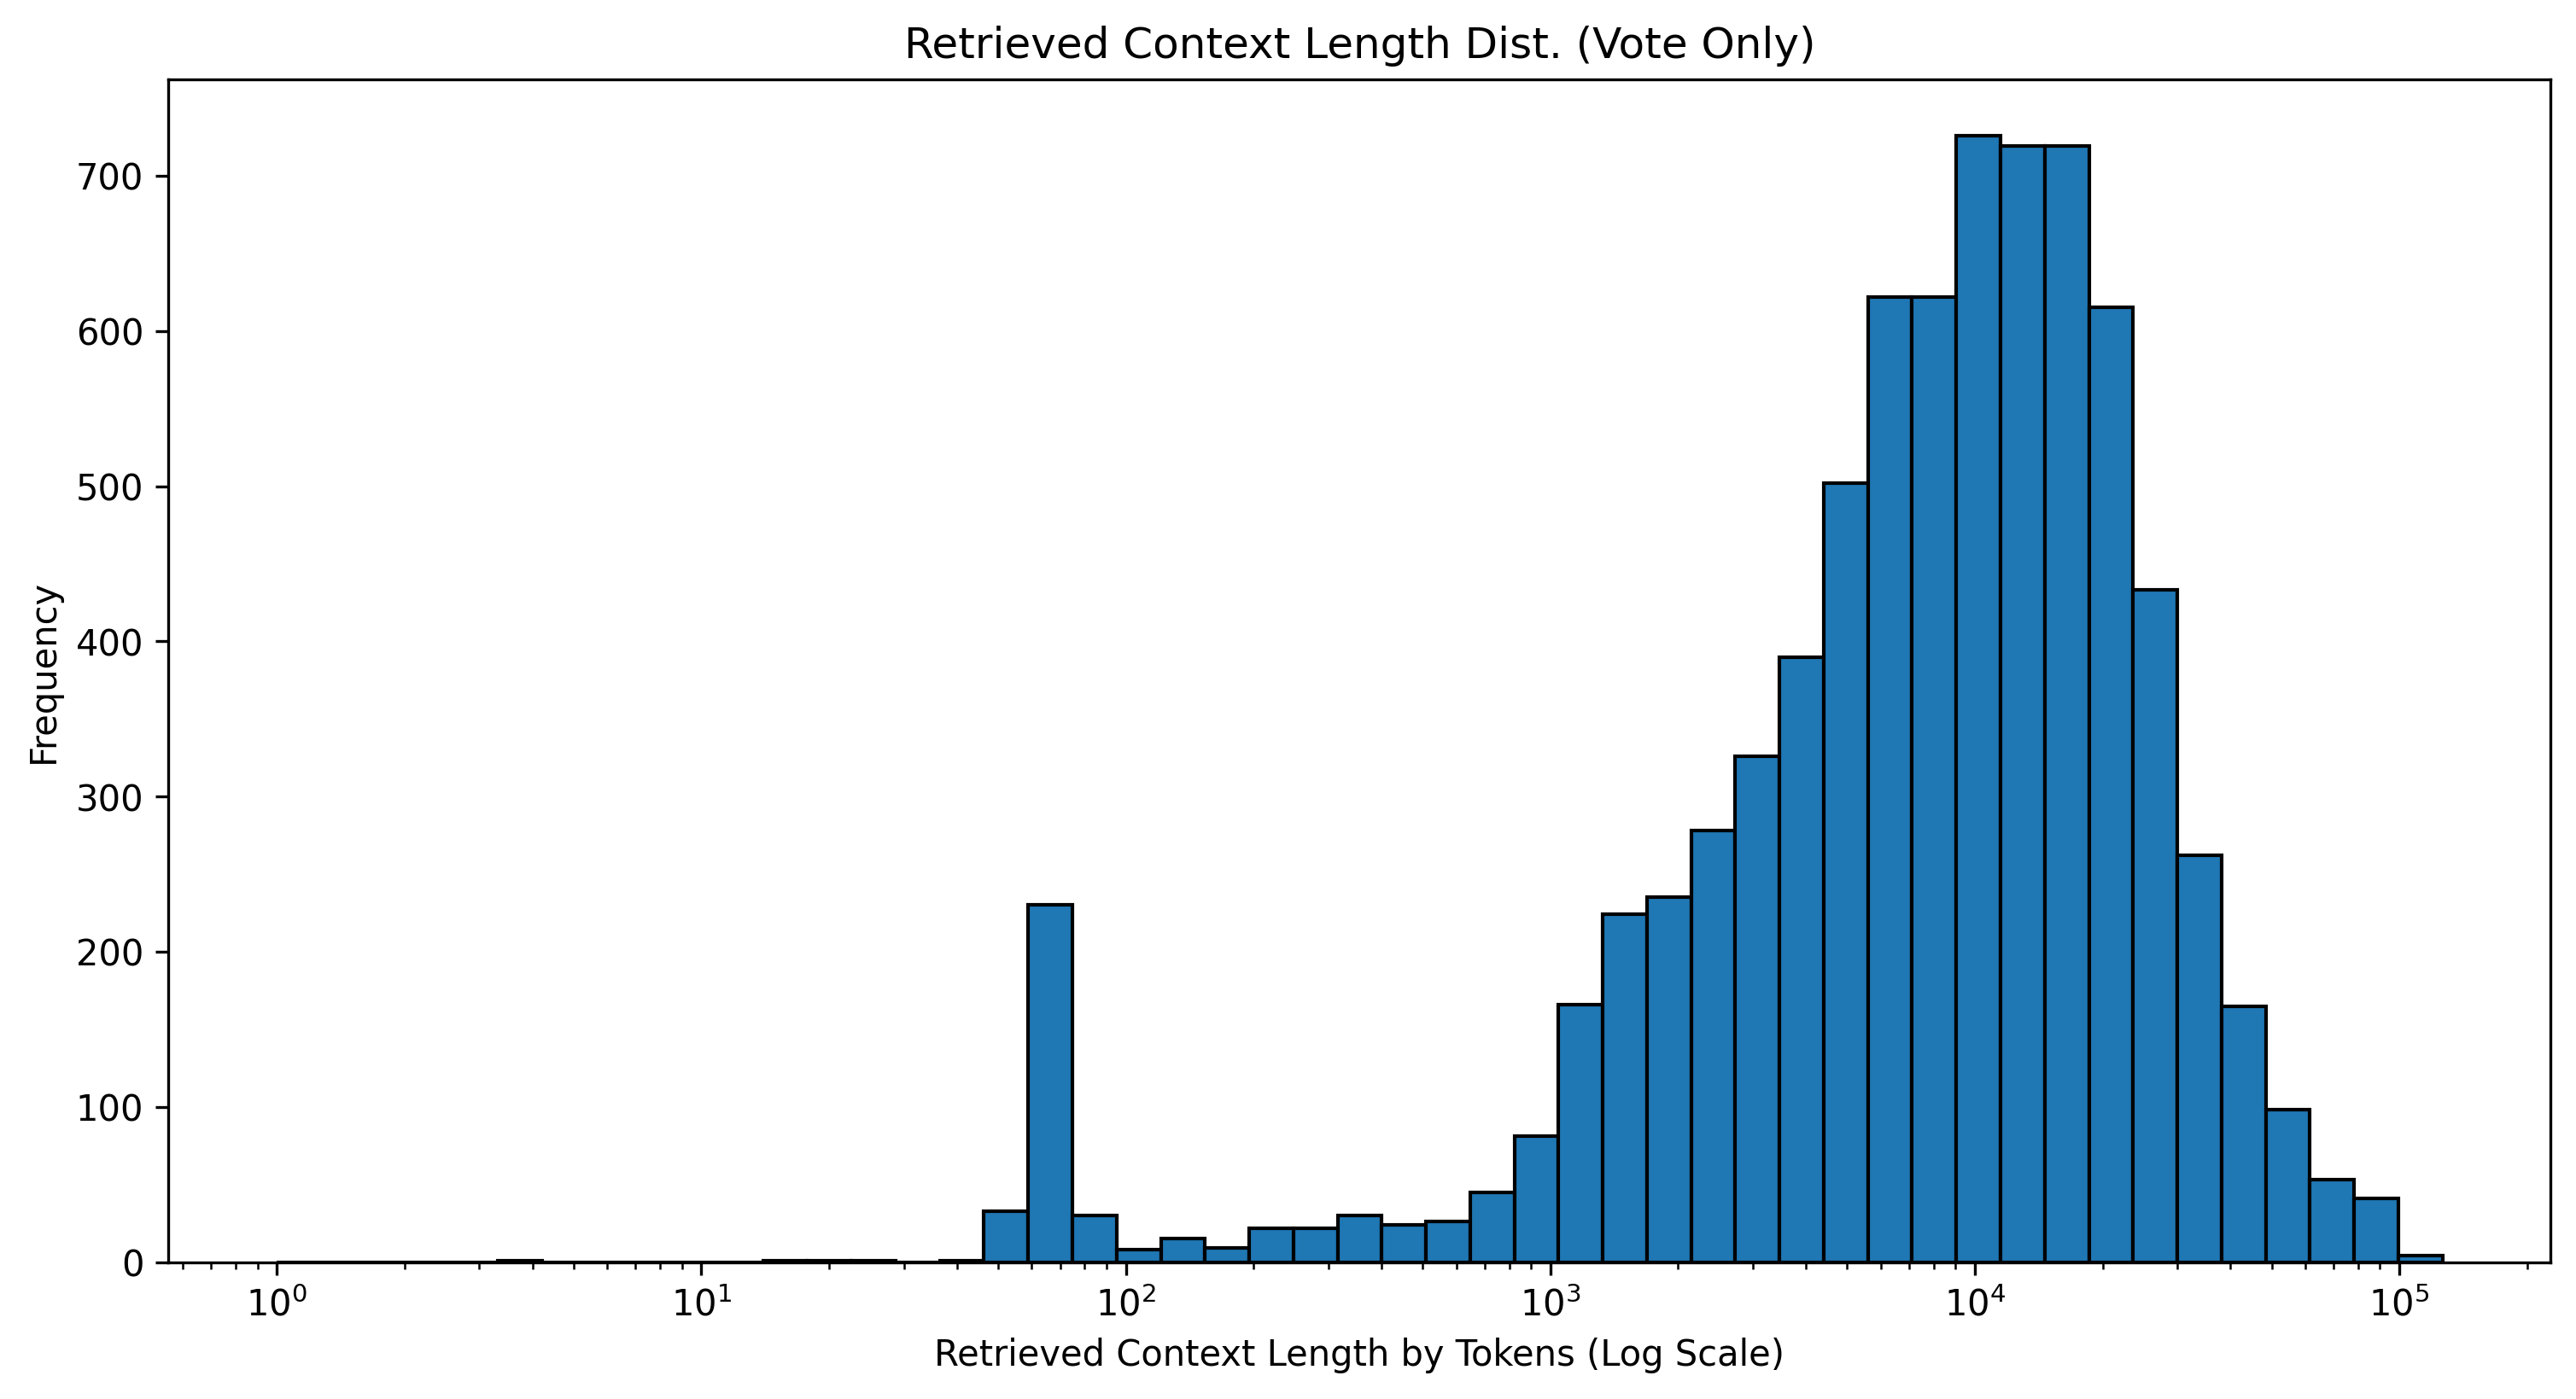 Retrieved Context Length Dist. (Vote Only)
Frequency
700
600
500
400
300
200
100
0
10⁰ 10¹ 10² 10³ 10⁴ 10⁵
Retrieved Context Length by Tokens (Log Scale)